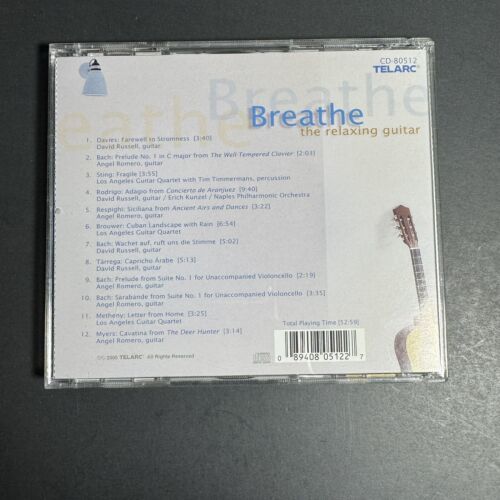 CD-80512
TELARC®
Breathe
Breathe
eathe
the relaxing guitar
1. Davies: Farewell to Stromness [3:40]
David Russell, guitar
2. Bach: Prelude No. 1 in C major from The Well-Tempered Clavier [2:03]
Angel Romero, guitar
3. Sting: Fragile [3:55]
Los Angeles Guitar Quartet with Tim Timmermans, percussion
4. Rodrigo: Adagio from Concierto de Aranjuez [9:40]
David Russell, guitar / Erich Kunzel / Naples Philharmonic Orchestra
5. Respighi: Siciliana from Ancient Airs and Dances [3:22]
Angel Romero, guitar
6. Brouwer: Cuban Landscape with Rain [6:54]
Los Angeles Guitar Quartet
7. Bach: Wachet auf, ruft uns die Stimme [5:02]
David Russell, guitar
8. Tárrega: Capricho Árabe [5:13]
David Russell, guitar
9. Bach: Prelude from Suite No. 1 for Unaccompanied Violoncello [2:19]
Angel Romero, guitar
10. Bach: Sarabande from Suite No. 1 for Unaccompanied Violoncello [3:35]
Angel Romero, guitar
11. Metheny: Letter from Home [3:25]
Los Angeles Guitar Quartet
12. Myers: Cavatina from The Deer Hunter [3:14]
Angel Romero, guitar
Total Playing Time [52:59]
0 89408 05122 7
2000 TELARC® All Rights Reserved